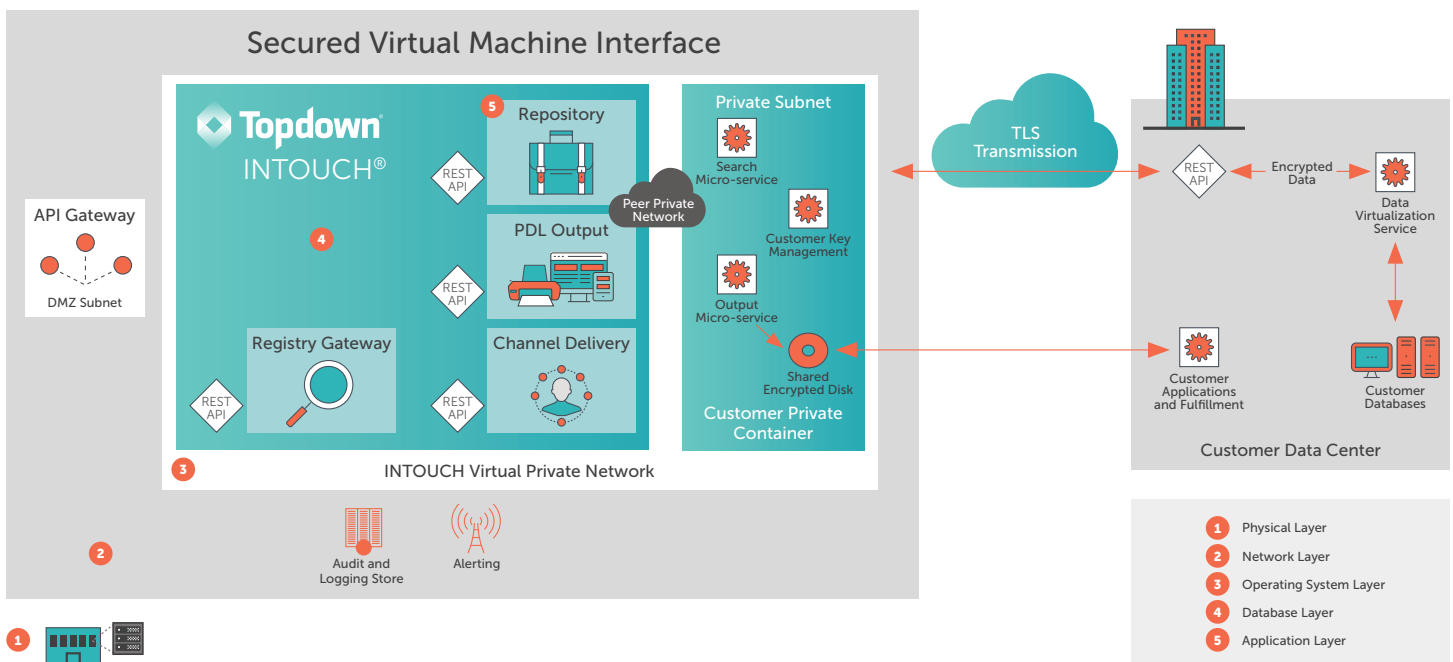 Secured Virtual Machine Interface
Topdown®
INTOUCH®
API Gateway
DMZ Subnet
4
5
Repository
REST
API
PDL Output
REST
API
Registry Gateway
REST
API
Channel Delivery
REST
API
Peer Private
Network
Private Subnet
Search
Micro-service
Customer Key
Management
Output
Micro-service
Shared
Encrypted Disk
Customer Private
Container
3
INTOUCH Virtual Private Network
2
Audit and
Logging Store
Alerting
1
TLS
Transmission
REST
API
Encrypted
Data
Data
Virtualization
Service
Customer
Applications
and Fulfillment
Customer
Databases
Customer Data Center
1 Physical Layer
2 Network Layer
3 Operating System Layer
4 Database Layer
5 Application Layer